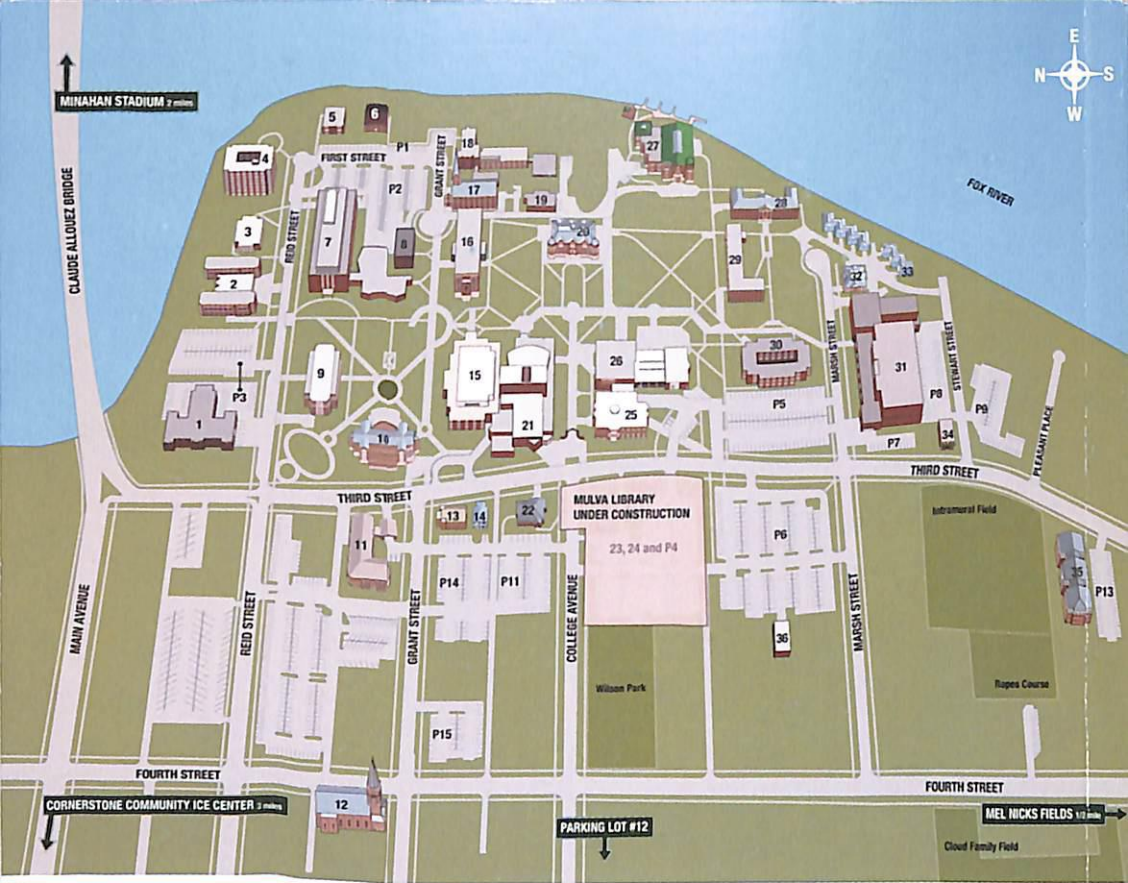 E
N
S
W
MINAHAN STADIUM 2 miles
CLAUDE ALLOUEZ BRIDGE
FOX RIVER
5
6
4
FIRST STREET
P1
GRANT STREET
18
27
P2
17
19
28
3
REID STREET
7
8
16
20
29
33
32
2
9
P3
1
10
15
26
30
MARSH STREET
31
STEWART STREET
P8
P9
PLEASANT PLACE
P5
25
21
P7
34
THIRD STREET
THIRD STREET
MULVA LIBRARY
UNDER CONSTRUCTION
23, 24 and P4
13
14
22
11
P14
P11
P6
Intramural Field
35
P13
MAIN AVENUE
REID STREET
GRANT STREET
COLLEGE AVENUE
MARSH STREET
36
Wilson Park
Ropes Course
P15
FOURTH STREET
FOURTH STREET
CORNERSTONE COMMUNITY ICE CENTER 3 miles
12
PARKING LOT #12
MEL NICKS FIELDS 1/2 mile
Cloud Family Field